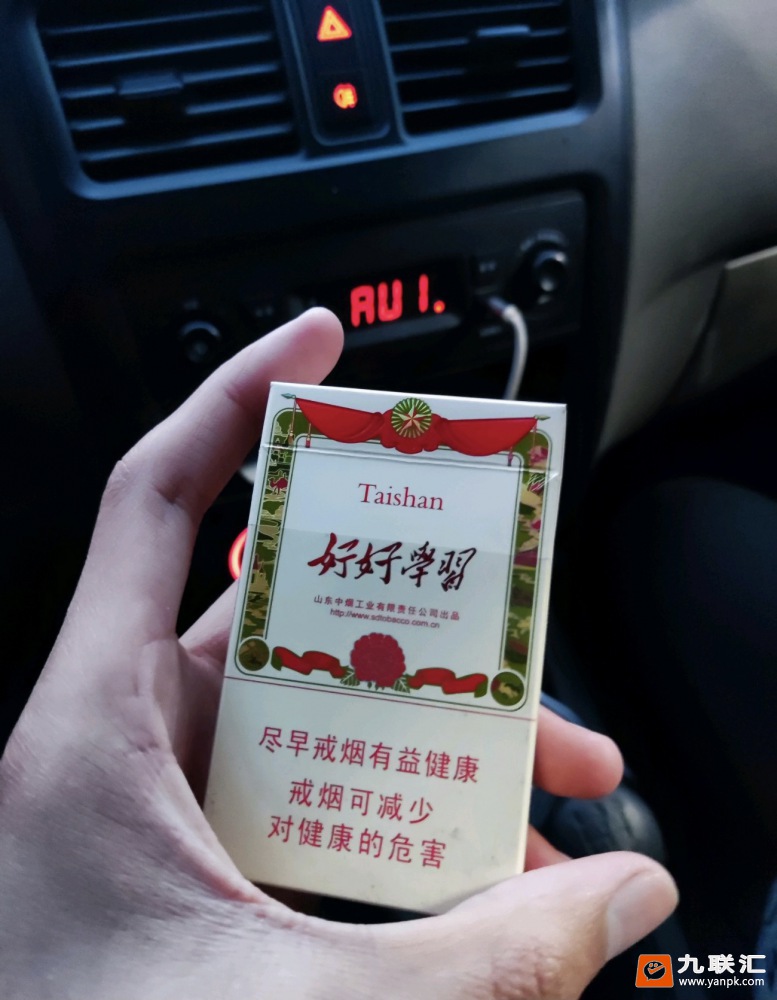 AU 1.
Taishan
好好學習
山东中烟工业有限责任公司出品
http://www.sdtobacco.com.cn
尽早戒烟有益健康
戒烟可减少
对健康的危害
九联汇
www.yanpk.com